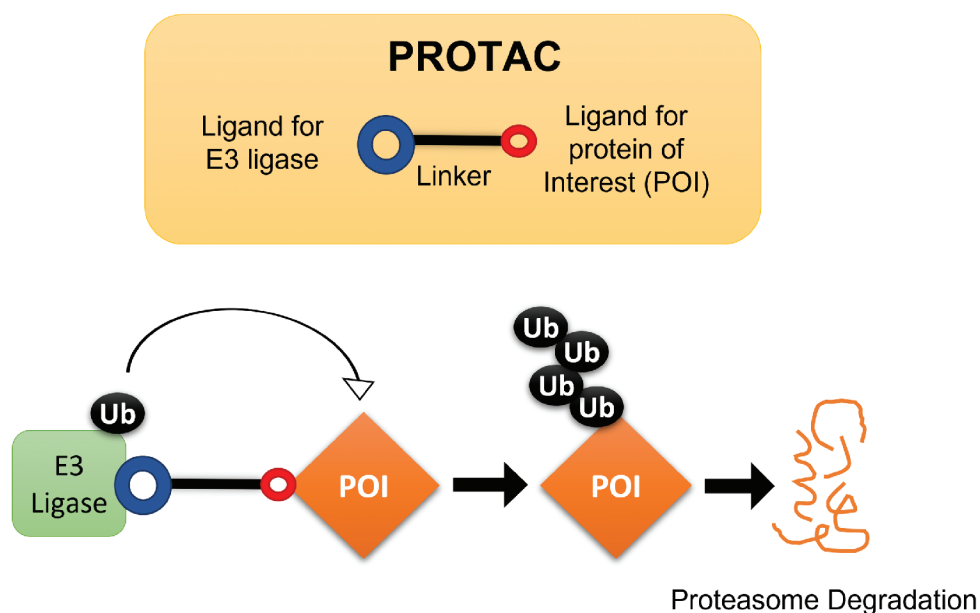 PROTAC
Ligand for
E3 ligase
Linker
Ligand for
protein of
Interest (POI)
Ub
E3
Ligase
POI
Ub
Ub
Ub
Ub
POI
Proteasome Degradation